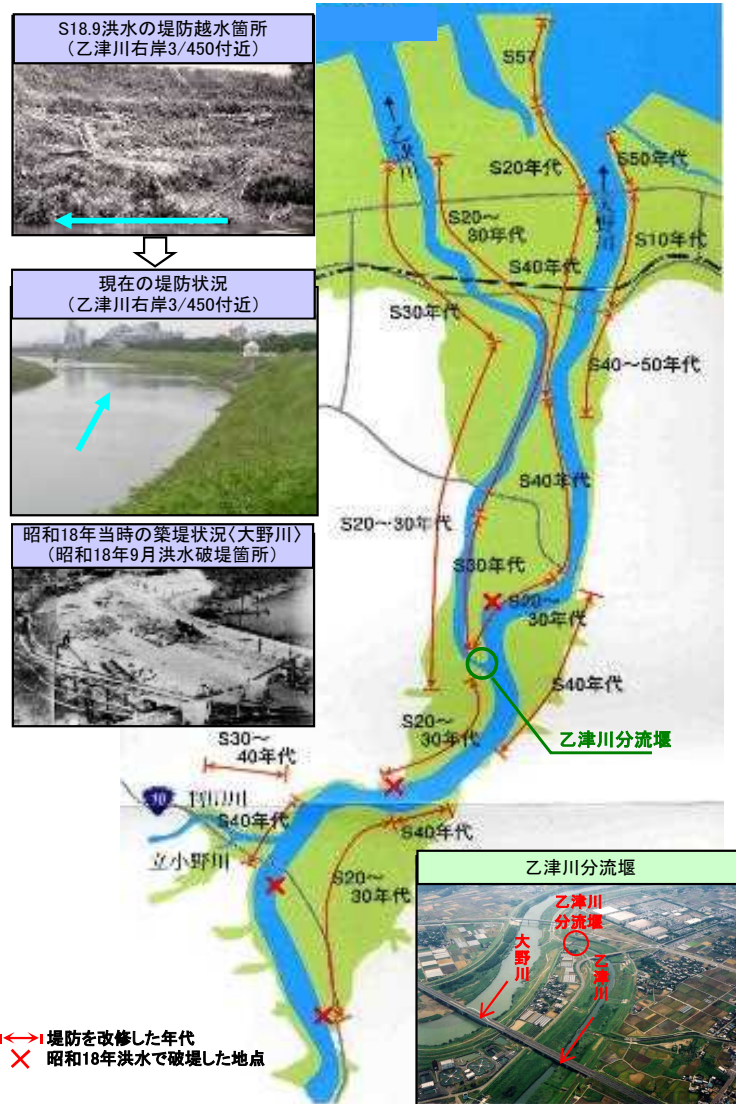 S18.9洪水の堤防越水箇所
（乙津川右岸3/450付近）
現在の堤防状況
（乙津川右岸3/450付近）
昭和18年当時の築堤状況〈大野川〉
（昭和18年9月洪水破堤箇所）
S57
乙津川
S20年代
S50年代
大野川
S20～
30年代
S10年代
S40年代
S30年代
S40～50年代
S40年代
S20～30年代
S30年代
S20～
30年代
S40年代
S20～
30年代
乙津川分流堰
S30～
40年代
10
判田川
S40年代
S40年代
立小野川
S20～
30年代
乙津川分流堰
乙津川
分流堰
大野川
乙津川
堤防を改修した年代
昭和18年洪水で破堤した地点